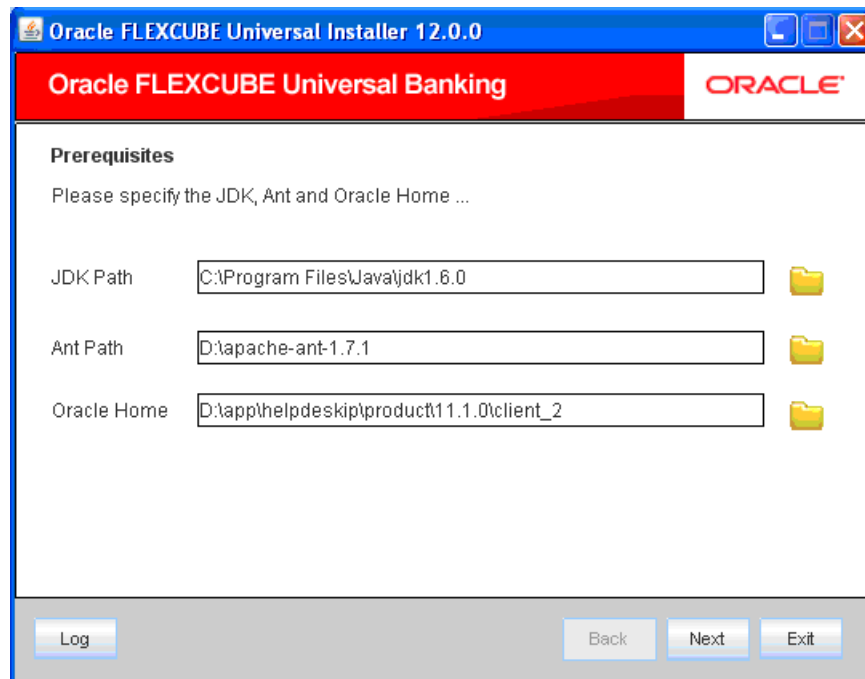 Oracle FLEXCUBE Universal Installer 12.0.0
Oracle FLEXCUBE Universal Banking
ORACLE
Prerequisites
Please specify the JDK, Ant and Oracle Home ...
JDK Path C:\Program Files\Java\jdk1.6.0
Ant Path D:\apache-ant-1.7.1
Oracle Home D:\app\helpdeskip\product\11.1.0\client_2
Log Back Next Exit